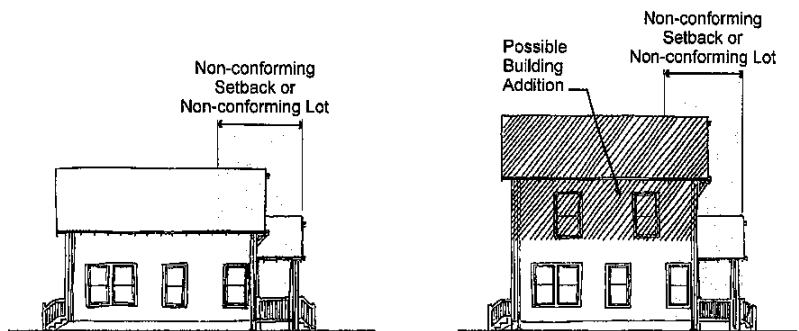 Non-conforming
Setback or
Non-conforming Lot
Possible
Building
Addition
Non-conforming
Setback or
Non-conforming Lot